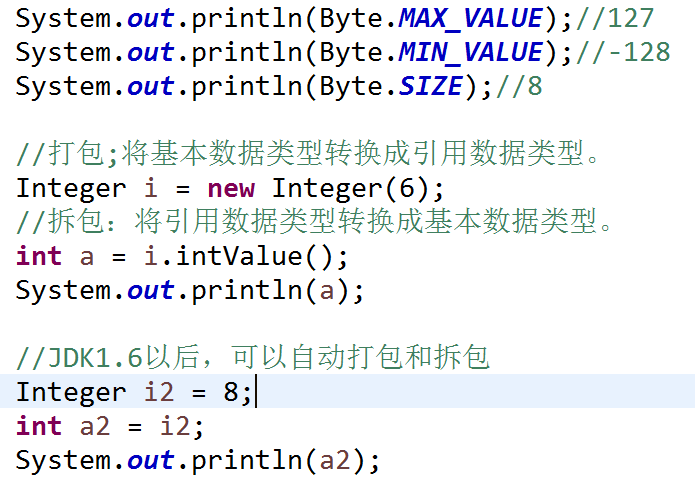 System.out.println(Byte.MAX_VALUE);//127
System.out.println(Byte.MIN_VALUE);//-128
System.out.println(Byte.SIZE);//8
//打包;将基本数据类型转换成引用数据类型。
Integer i = new Integer(6);
//拆包：将引用数据类型转换成基本数据类型。
int a = i.intValue();
System.out.println(a);
//JDK1.6以后，可以自动打包和拆包
Integer i2 = 8;
int a2 = i2;
System.out.println(a2);